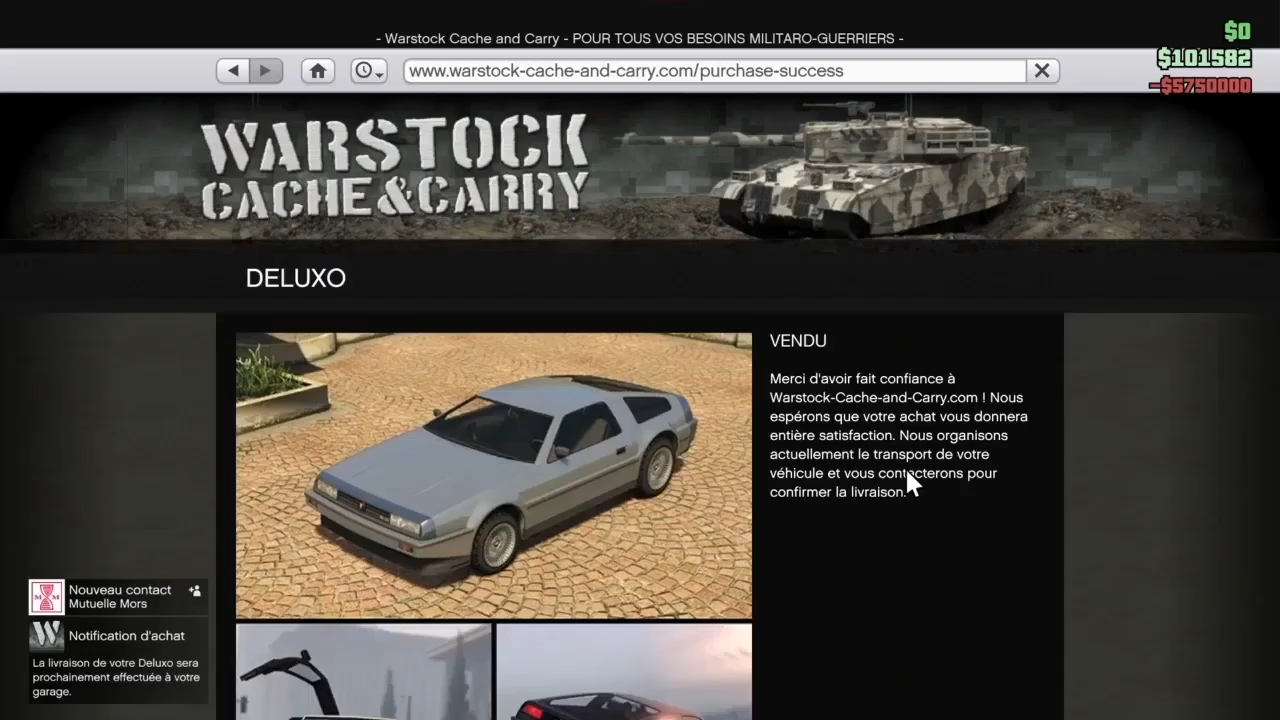 - Warstock Cache and Carry - POUR TOUS VOS BESOINS MILITARO-GUERRIERS -
$0
$101582
-$5750000
www.warstock-cache-and-carry.com/purchase-success
WARSTOCK
CACHE&CARRY
DELUXO
VENDU
Merci d'avoir fait confiance à
Warstock-Cache-and-Carry.com ! Nous
espérons que votre achat vous donnera
entière satisfaction. Nous organisons
actuellement le transport de votre
véhicule et vous contacterons pour
confirmer la livraison.
M M
Nouveau contact
Mutuelle Mors
W
Notification d'achat
La livraison de votre Deluxo sera
prochainement effectuée à votre
garage.